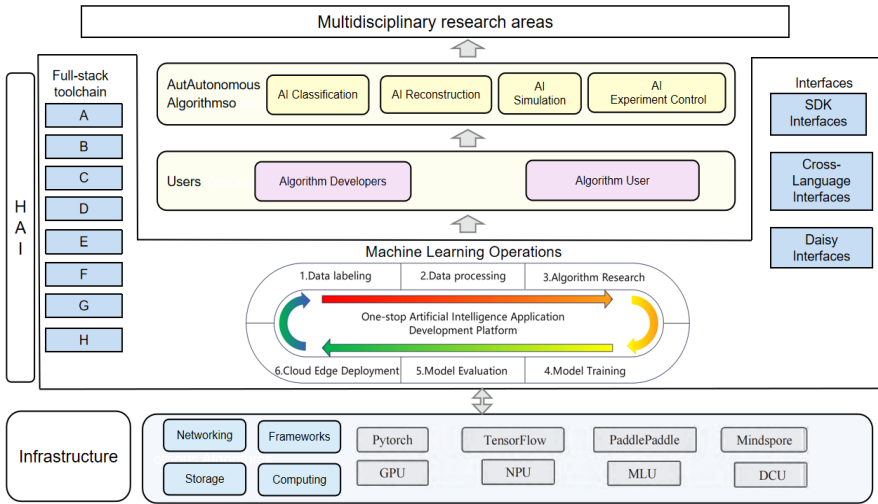 Multidisciplinary research areas
H
A
I
Full-stack
toolchain
A
B
C
D
E
F
G
H
AutAutonomous
Algorithmso
AI Classification
AI Reconstruction
AI
Simulation
AI
Experiment Control
Users
Algorithm Developers
Algorithm User
Interfaces
SDK
Interfaces
Cross-
Language
Interfaces
Daisy
Interfaces
Machine Learning Operations
1.Data labeling
2.Data processing
3.Algorithm Research
One-stop Artificial Intelligence Application
Development Platform
6.Cloud Edge Deployment
5.Model Evaluation
4.Model Training
Infrastructure
Networking
Frameworks
Storage
Computing
Pytorch
TensorFlow
PaddlePaddle
Mindspore
GPU
NPU
MLU
DCU